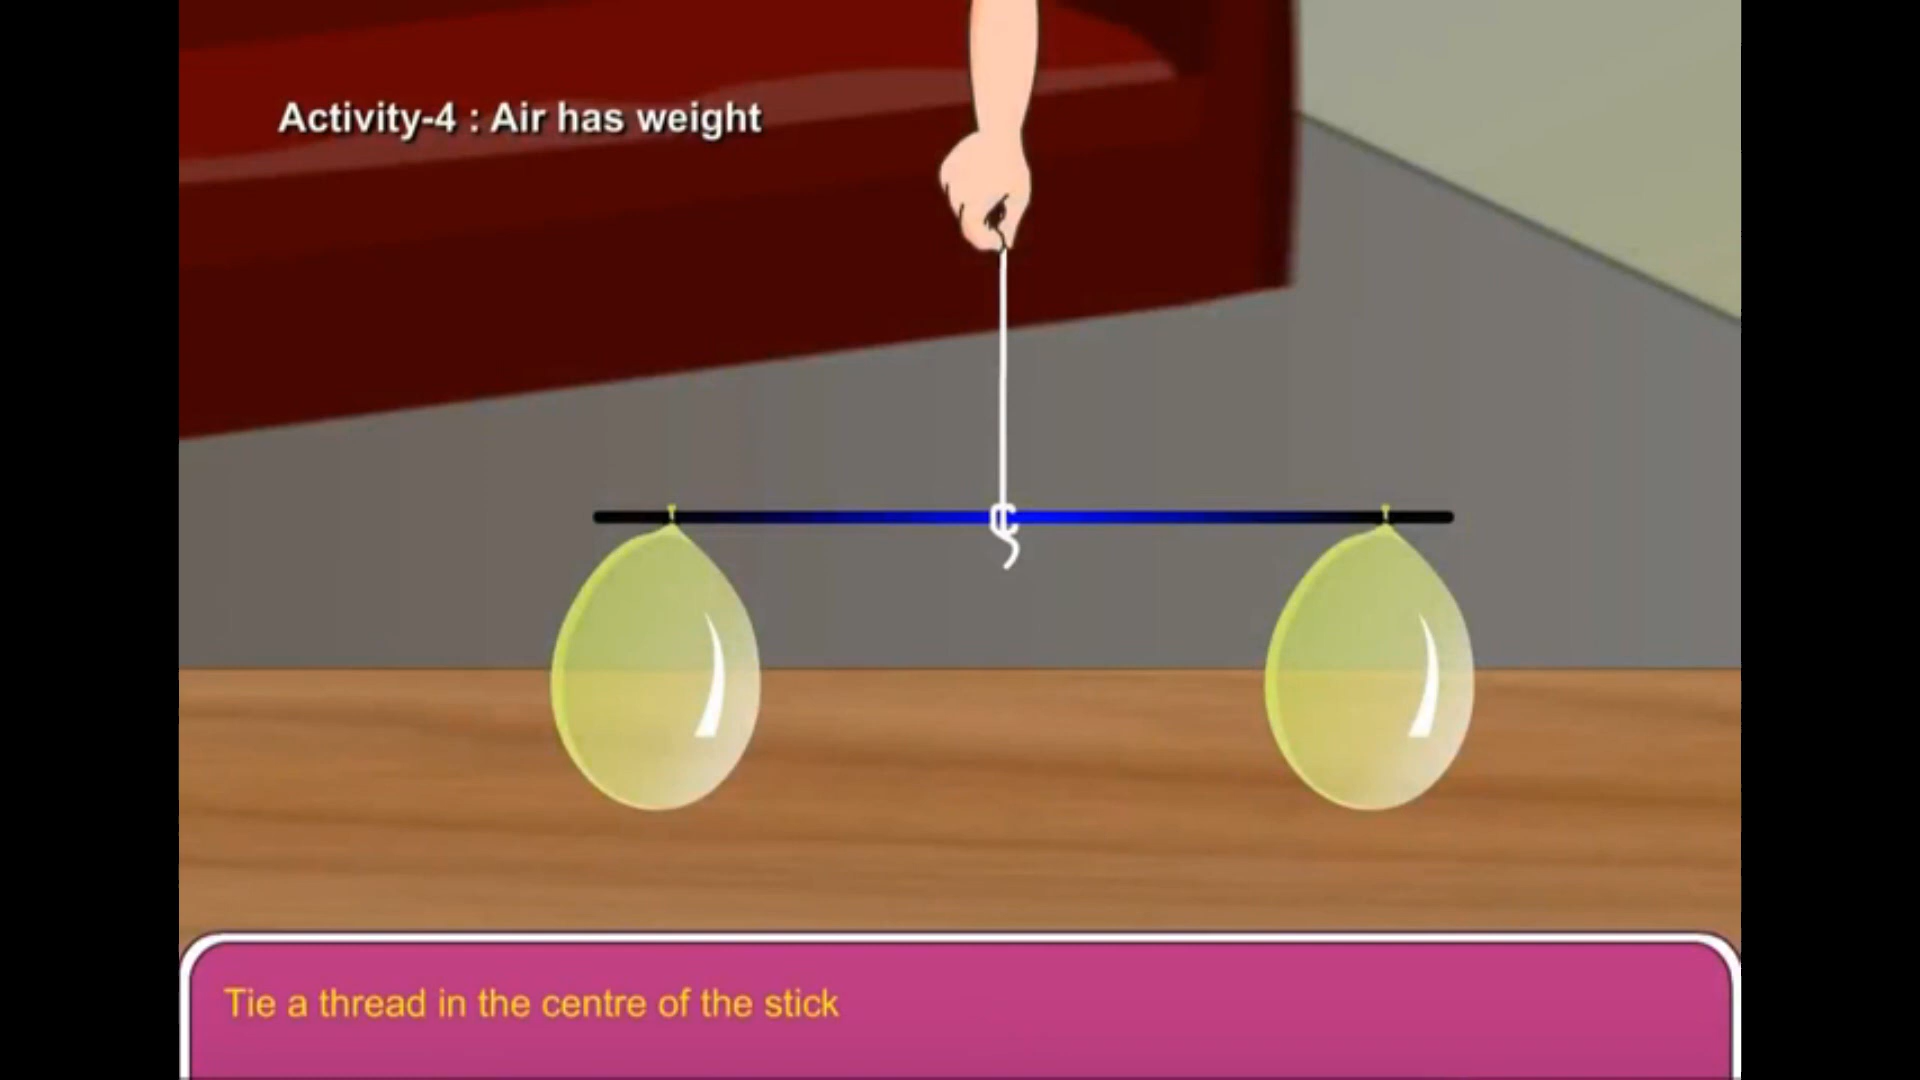 Activity-4 : Air has weight
Tie a thread in the centre of the stick